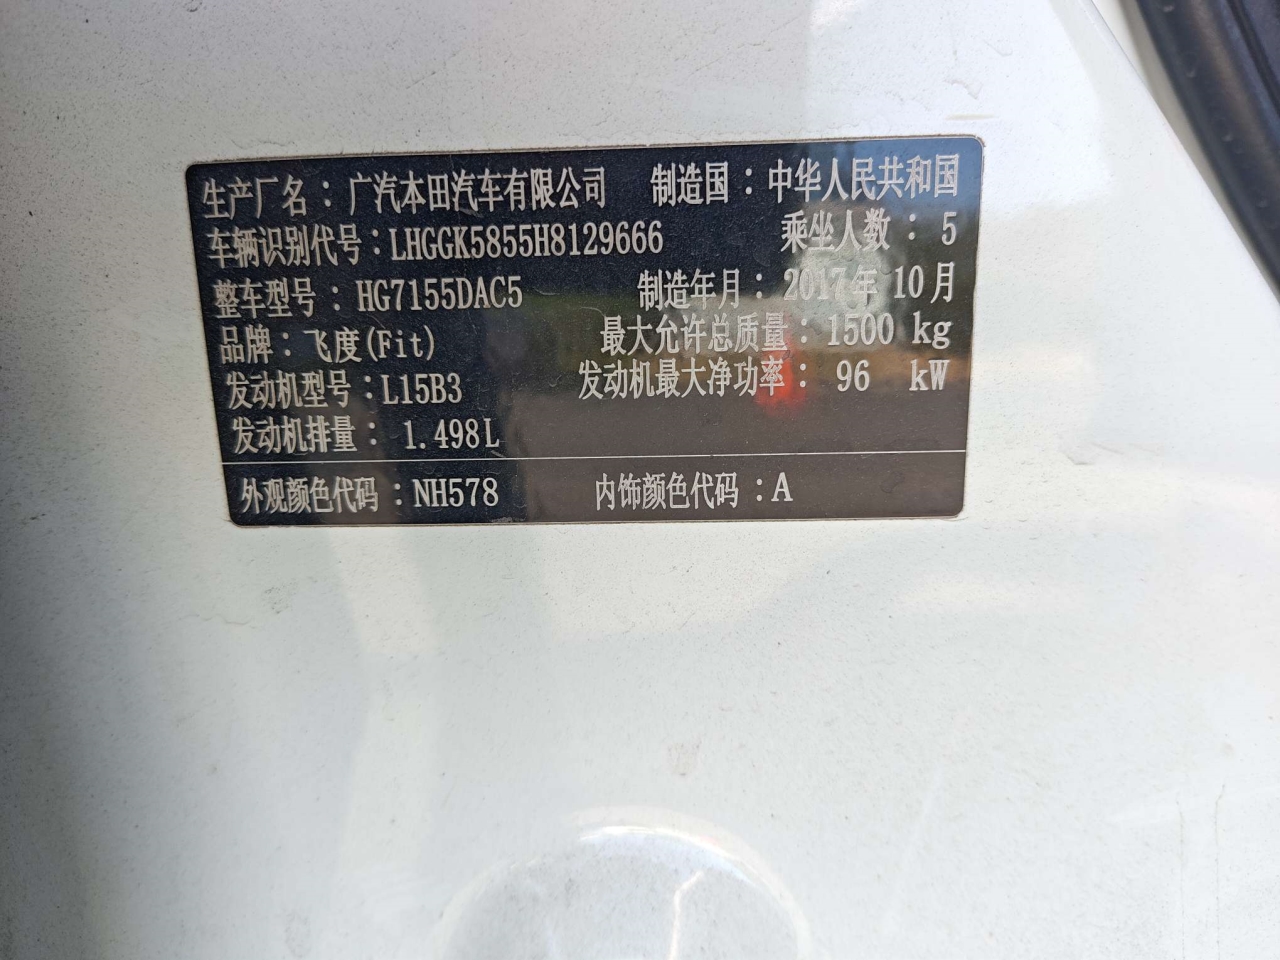 生产厂名：广汽本田汽车有限公司 制造国：中华人民共和国
车辆识别代号：LHGGK5855H8129666 乘坐人数：5
整车型号：HG7155DAC5 制造年月：2017年10月
品牌：飞度(Fit) 最大允许总质量：1500 kg
发动机型号：L15B3 发动机最大净功率：96 kW
发动机排量：1.498L
外观颜色代码：NH578 内饰颜色代码：A